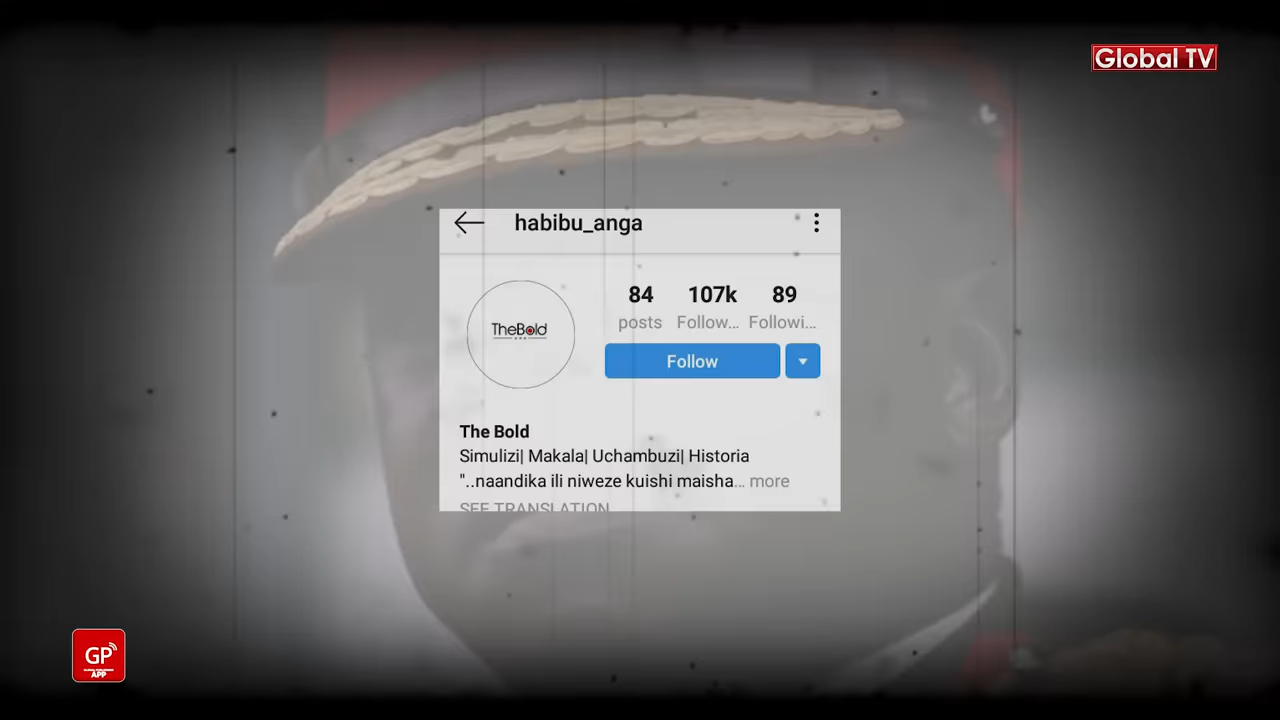 Global TV
habibu_anga
84 107k 89
posts Follow... Followi...
Follow
TheBold
The Bold
Simulizi| Makala| Uchambuzi| Historia
"..naandika ili niweze kuishi maisha... more
SEE TRANSLATION
GP
APP